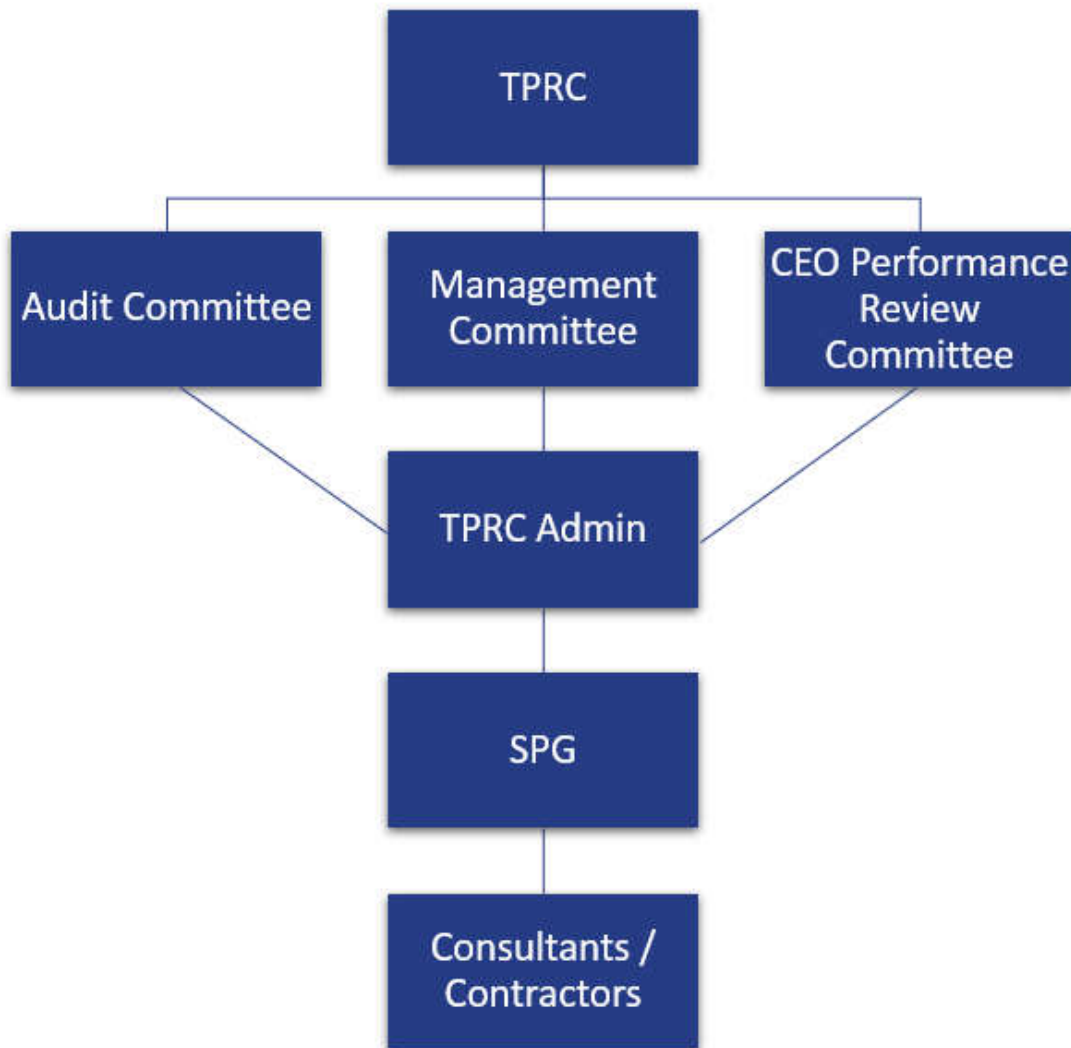 TPRC
Audit Committee
Management
Committee
CEO Performance
Review
Committee
TPRC Admin
SPG
Consultants /
Contractors